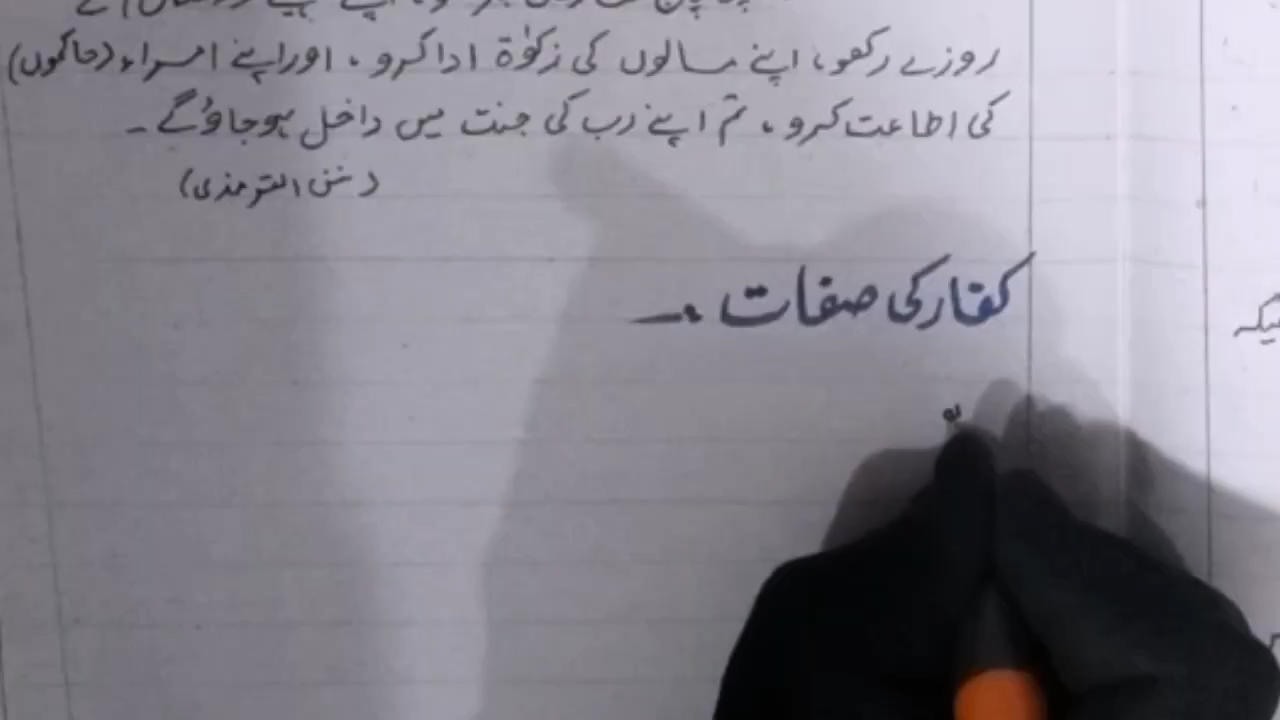 روزے رکھو، اپنے مالوں کی زکوٰۃ ادا کرو، اور اپنے امراء (حاکموں)
کی اطاعت کرو، تم اپنے رب کی جنت میں داخل ہو جاؤ گے۔
(سنن الترمذی)
کفار کی صفات :۔